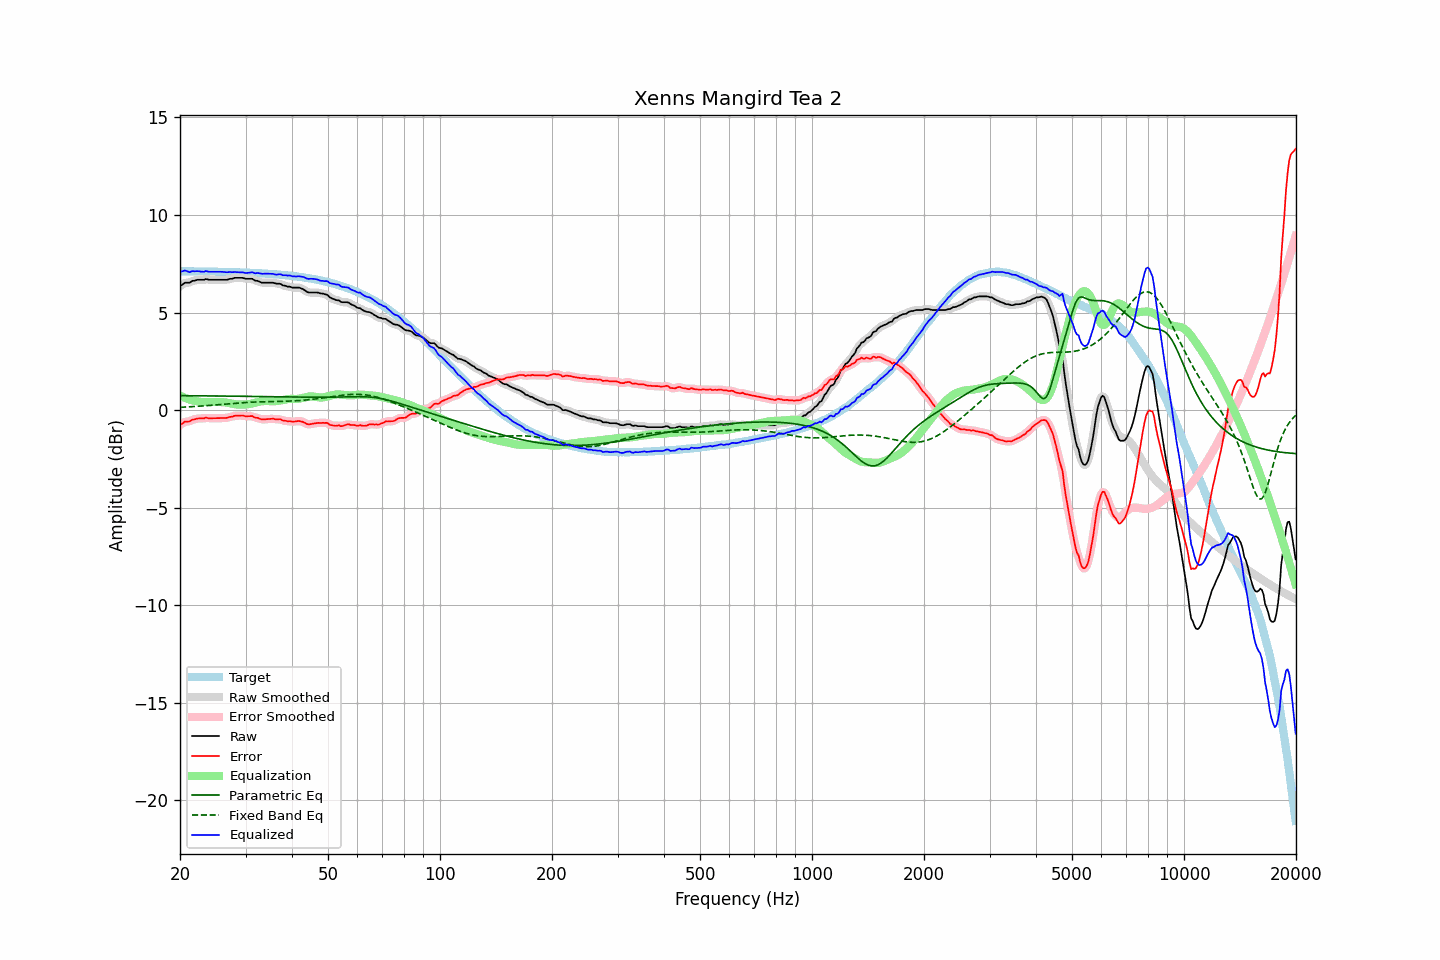 Xenns Mangird Tea 2
15
10
5
0
−5
−10
−15
−20
Amplitude (dBr)
Target
Raw Smoothed
Error Smoothed
Raw
Error
Equalization
Parametric Eq
Fixed Band Eq
Equalized
20 50 100 200 500 1000 2000 5000 10000 20000
Frequency (Hz)